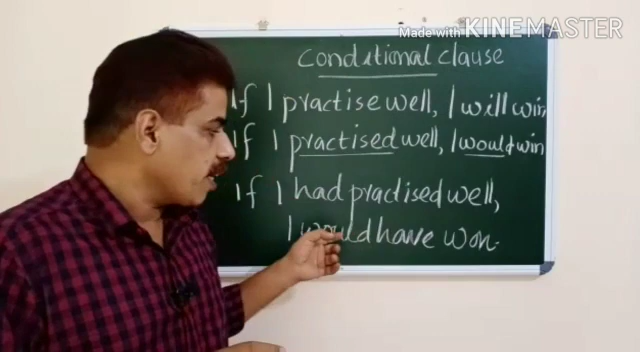 Made with KINEMASTER
Conditional clause
If I practise well, I will win
If I practised well, I would win
If I had practised well,
I would have won.